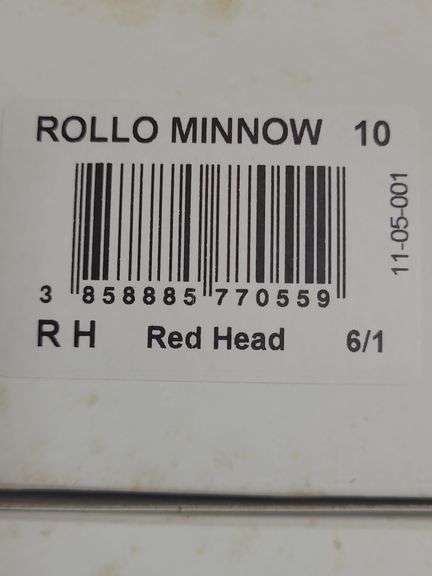 ROLLO MINNOW 10
11-05-001
3 858885 770559
R H Red Head 6/1